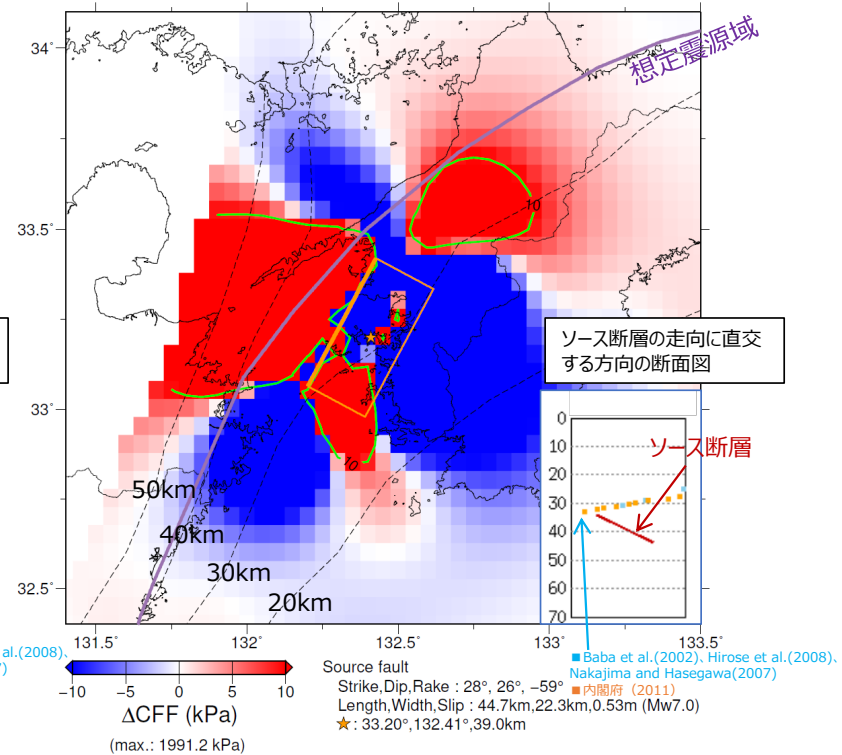 34°
想定震源域
10
33.5°
ソース断層の走向に直交
する方向の断面図
33°
0
10
20
30
40
50
60
70
ソース断層
10
50km
40km
30km
20km
32.5°
131.5°
132°
132.5°
133°
133.5°
al.(2008)、
)
−10
−5
0
5
10
ΔCFF (kPa)
(max.: 1991.2 kPa)
Source fault
Strike,Dip,Rake : 28°, 26°, −59°
Length,Width,Slip : 44.7km,22.3km,0.53m (Mw7.0)
★: 33.20°,132.41°,39.0km
■Baba et al.(2002)、Hirose et al.(2008)、
Nakajima and Hasegawa(2007)
■内閣府（2011）